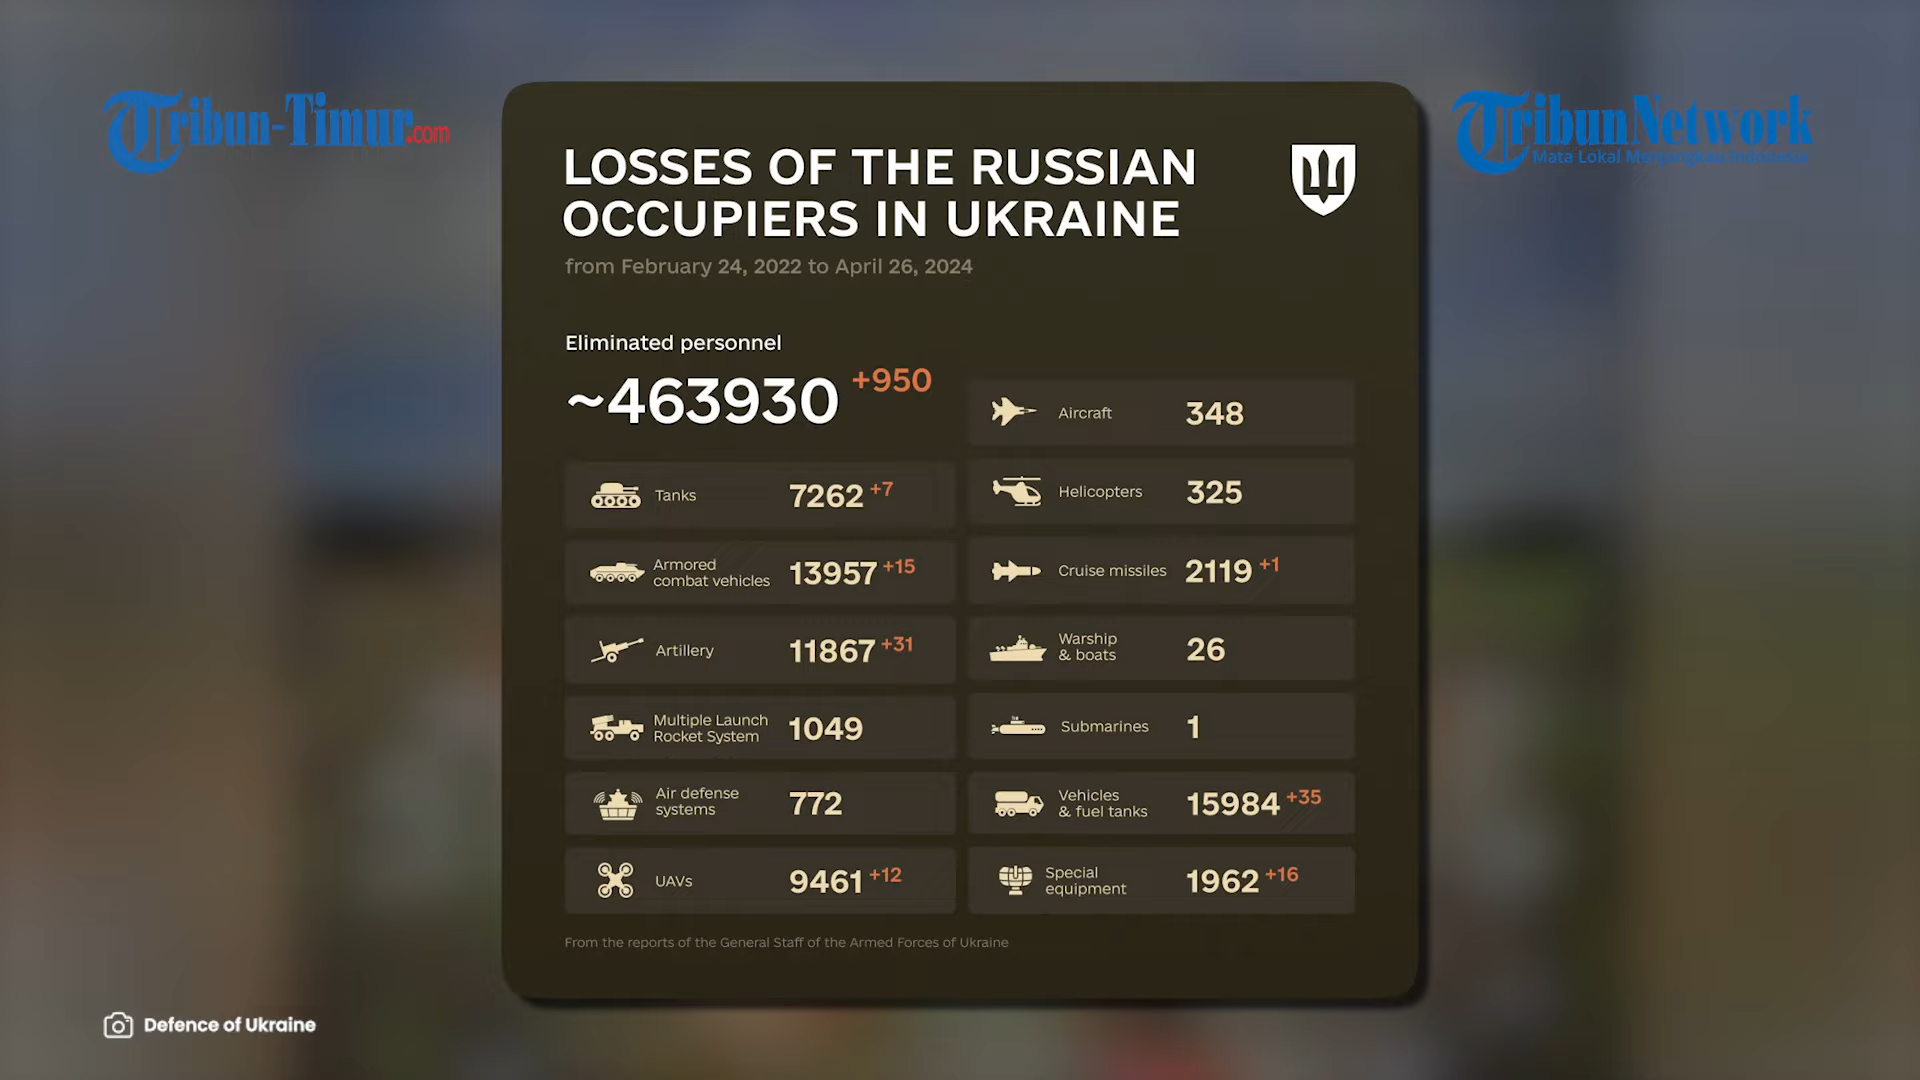 Tribun-Timur.com
TribunNetwork
Mata Lokal Menjangkau Indonesia
LOSSES OF THE RUSSIAN
OCCUPIERS IN UKRAINE
from February 24, 2022 to April 26, 2024
Eliminated personnel
~463930 +950
Tanks 7262 +7
Armored
combat vehicles 13957 +15
Artillery 11867 +31
Multiple Launch
Rocket System 1049
Air defense
systems 772
UAVs 9461 +12
Aircraft 348
Helicopters 325
Cruise missiles 2119 +1
Warship
& boats 26
Submarines 1
Vehicles
& fuel tanks 15984 +35
Special
equipment 1962 +16
From the reports of the General Staff of the Armed Forces of Ukraine
Defence of Ukraine